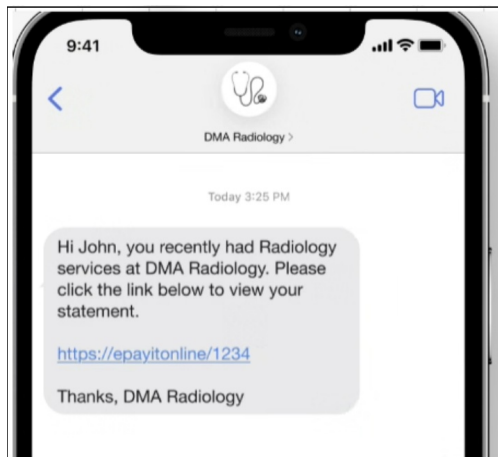 9:41
DMA Radiology >
Today 3:25 PM
Hi John, you recently had Radiology
services at DMA Radiology. Please
click the link below to view your
statement.
https://epayitonline/1234
Thanks, DMA Radiology